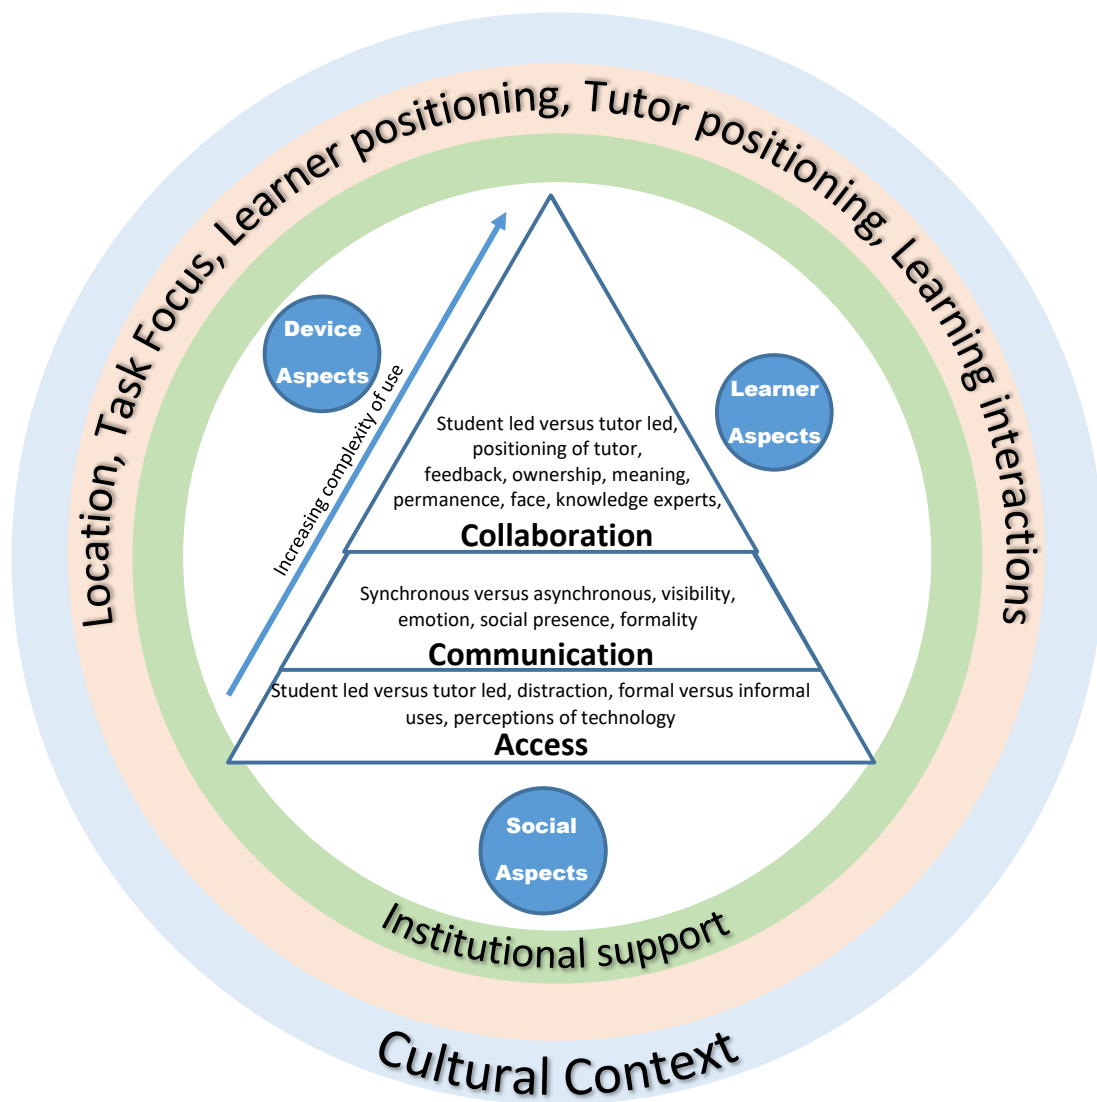 Location, Task Focus, Learner positioning, Tutor positioning, Learning interactions
Device
Aspects
Increasing complexity of use
Learner
Aspects
Student led versus tutor led,
positioning of tutor,
feedback, ownership, meaning,
permanence, face, knowledge experts,
Collaboration
Synchronous versus asynchronous, visibility,
emotion, social presence, formality
Communication
Student led versus tutor led, distraction, formal versus informal
uses, perceptions of technology
Access
Social
Aspects
Institutional support
Cultural Context